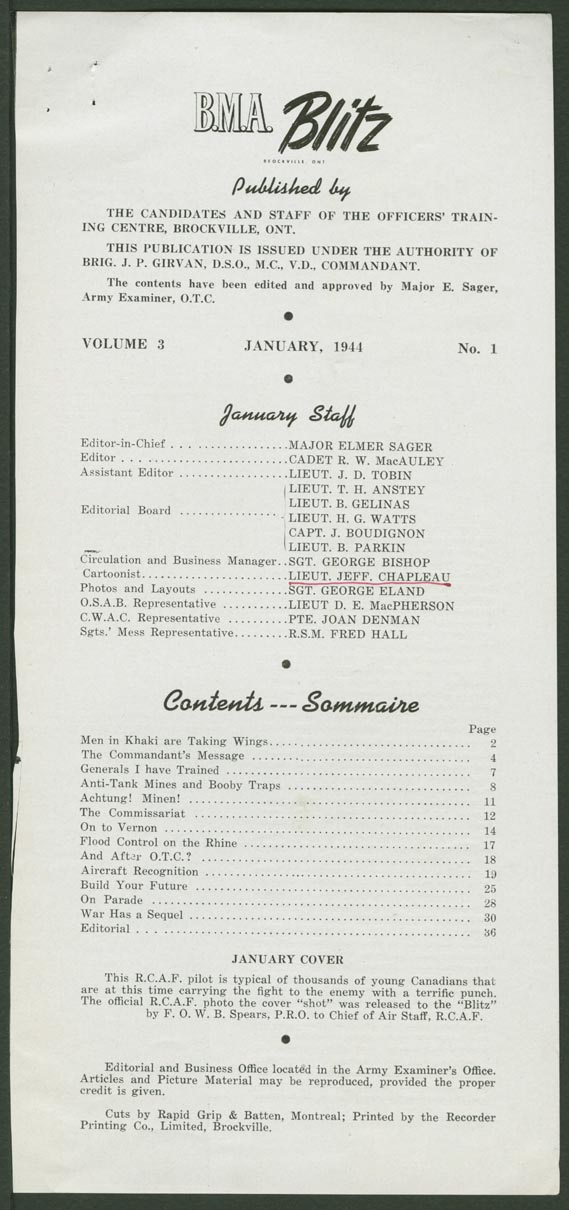 B.M.A. Blitz
BROCKVILLE, ONT
Published by
THE CANDIDATES AND STAFF OF THE OFFICERS' TRAIN-
ING CENTRE, BROCKVILLE, ONT.
THIS PUBLICATION IS ISSUED UNDER THE AUTHORITY OF
BRIG. J. P. GIRVAN, D.S.O., M.C., V.D., COMMANDANT.
The contents have been edited and approved by Major E. Sager,
Army Examiner, O.T.C.
VOLUME 3 JANUARY, 1944 No. 1
January Staff
Editor-in-Chief . . . . . . . . . . . . . . . . . MAJOR ELMER SAGER
Editor . . . . . . . . . . . . . . . . . . . . . . . . CADET R. W. MacAULEY
Assistant Editor . . . . . . . . . . . . . . . . LIEUT. J. D. TOBIN
LIEUT. T. H. ANSTEY
LIEUT. B. GELINAS
Editorial Board . . . . . . . . . . . . . . . . LIEUT. H. G. WATTS
CAPT. J. BOUDIGNON
LIEUT. B. PARKIN
Circulation and Business Manager..SGT. GEORGE BISHOP
Cartoonist.....................LIEUT. JEFF. CHAPLEAU
Photos and Layouts .............SGT. GEORGE ELAND
O.S.A.B. Representative ..........LIEUT D. E. MacPHERSON
C.W.A.C. Representative ..........PTE. JOAN DENMAN
Sgts.' Mess Representative.........R.S.M. FRED HALL
Contents --- Sommaire
Page
Men in Khaki are Taking Wings............................. 2
The Commandant's Message ............................... 4
Generals I have Trained ................................... 7
Anti-Tank Mines and Booby Traps .......................... 8
Achtung! Minen! ........................................ 11
The Commissariat ....................................... 12
On to Vernon ........................................... 14
Flood Control on the Rhine ................................ 17
And After O.T.C.? ...................................... 18
Aircraft Recognition ..................................... 19
Build Your Future ....................................... 25
On Parade .............................................. 28
War Has a Sequel ....................................... 30
Editorial . . . ........................................... 36
JANUARY COVER
This R.C.A.F. pilot is typical of thousands of young Canadians that
are at this time carrying the fight to the enemy with a terrific punch.
The official R.C.A.F. photo the cover "shot" was released to the "Blitz"
by F. O. W. B. Spears, P.R.O. to Chief of Air Staff, R.C.A.F.
Editorial and Business Office located in the Army Examiner's Office.
Articles and Picture Material may be reproduced, provided the proper
credit is given.
Cuts by Rapid Grip & Batten, Montreal; Printed by the Recorder
Printing Co., Limited, Brockville.